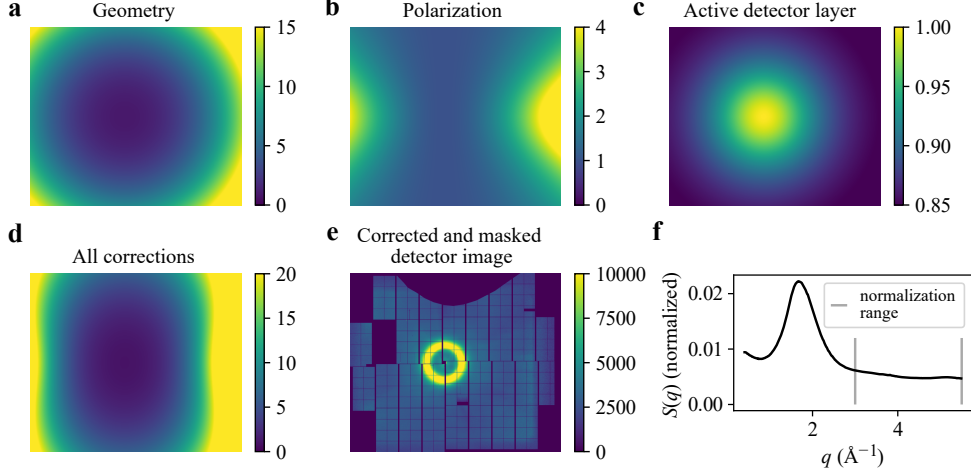 a
Geometry
15
10
5
0
b
Polarization
4
3
2
1
0
c
Active detector layer
1.00
0.95
0.90
0.85
d
All corrections
20
15
10
5
0
e
Corrected and masked
detector image
10000
7500
5000
2500
0
f
normalization
range
S(q) (normalized)
0.02
0.01
0.00
2
4
q (Å⁻¹)